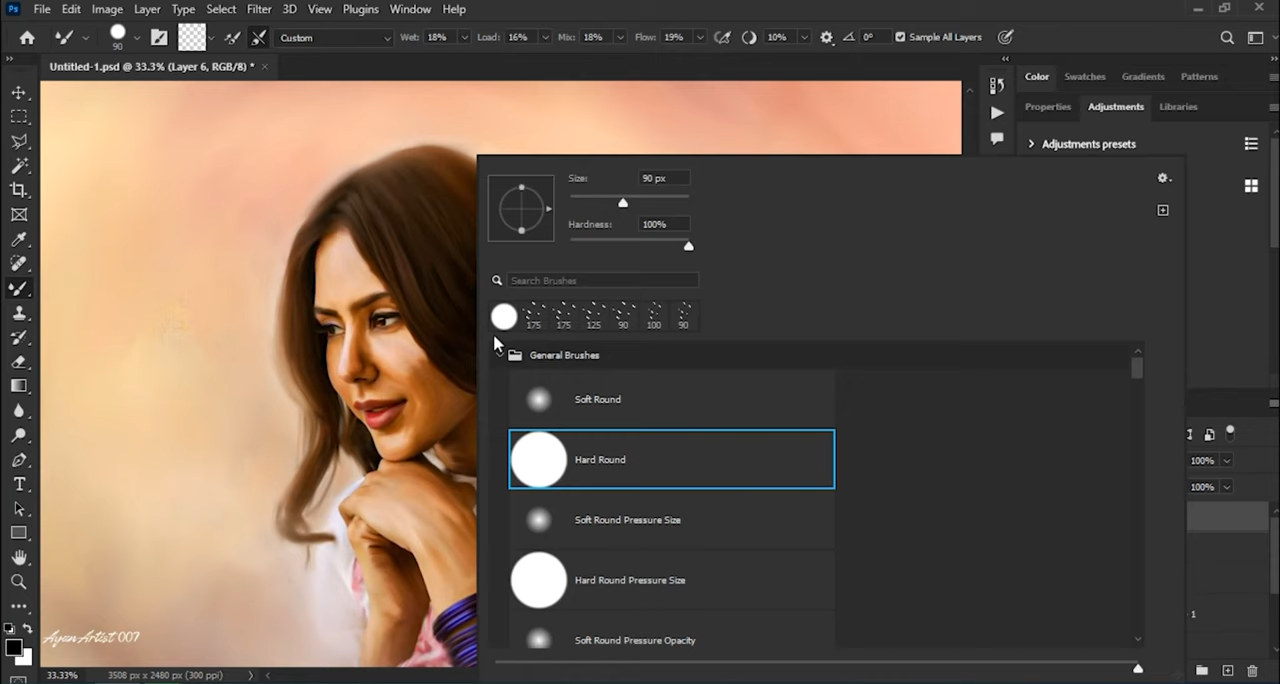 Ps File Edit Image Layer Type Select Filter 3D View Plugins Window Help
90 Custom Wet: 18% Load: 16% Mix: 18% Flow: 19% 10% 0° Sample All Layers
Untitled-1.psd @ 33.3% (Layer 6, RGB/8) *
Color Swatches Gradients Patterns
Properties Adjustments Libraries
Adjustments presets
Size: 90 px
Hardness: 100%
Search Brushes
175 175 125 90 100 90
General Brushes
Soft Round
Hard Round
Soft Round Pressure Size
Hard Round Pressure Size
Soft Round Pressure Opacity
100%
100%
1
Ayan Artist 007
33.33% 3508 px x 2480 px (300 ppi)